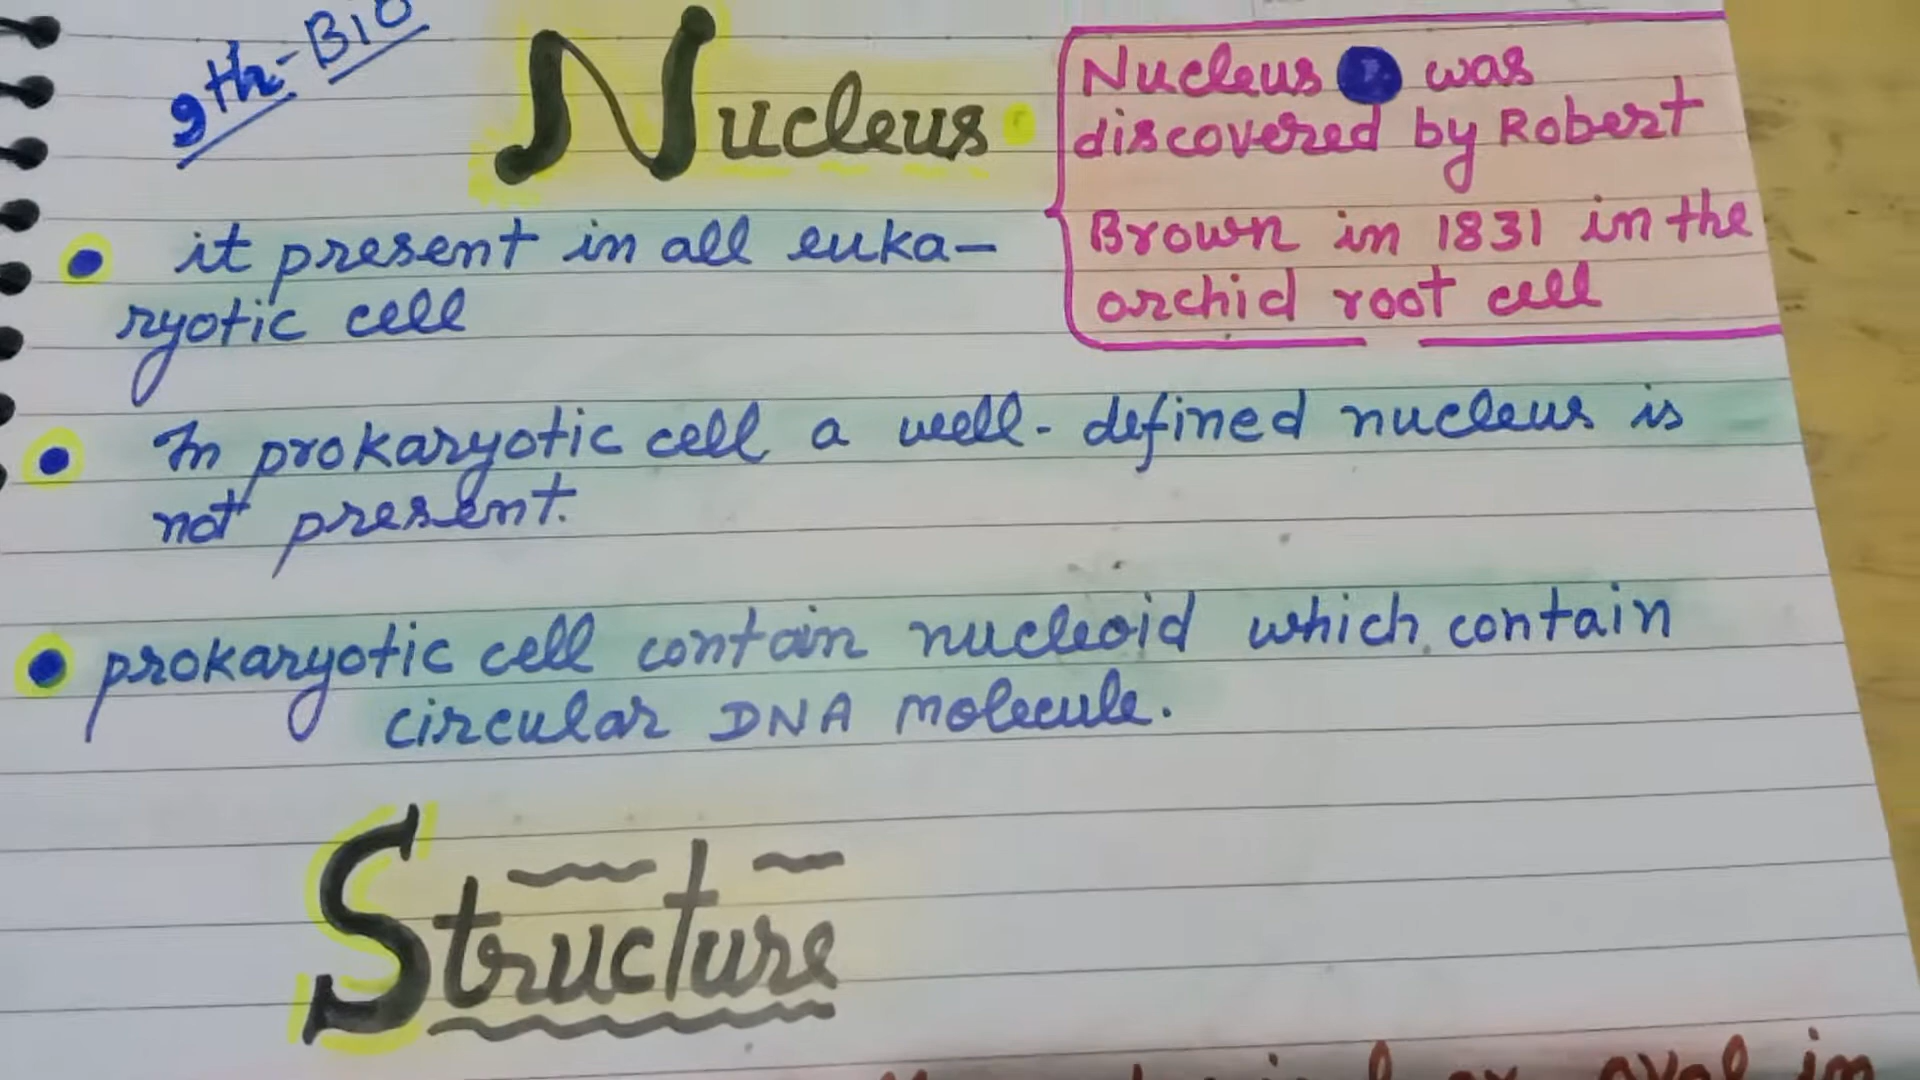 9th-BIO
Nucleus
Nucleus was
discovered by Robert
Brown in 1831 in the
orchid root cell
it present in all euka-
ryotic cell
In prokaryotic cell a well-defined nucleus is
not present.
prokaryotic cell contain nucleoid which contain
circular DNA molecule.
Structure
oval in